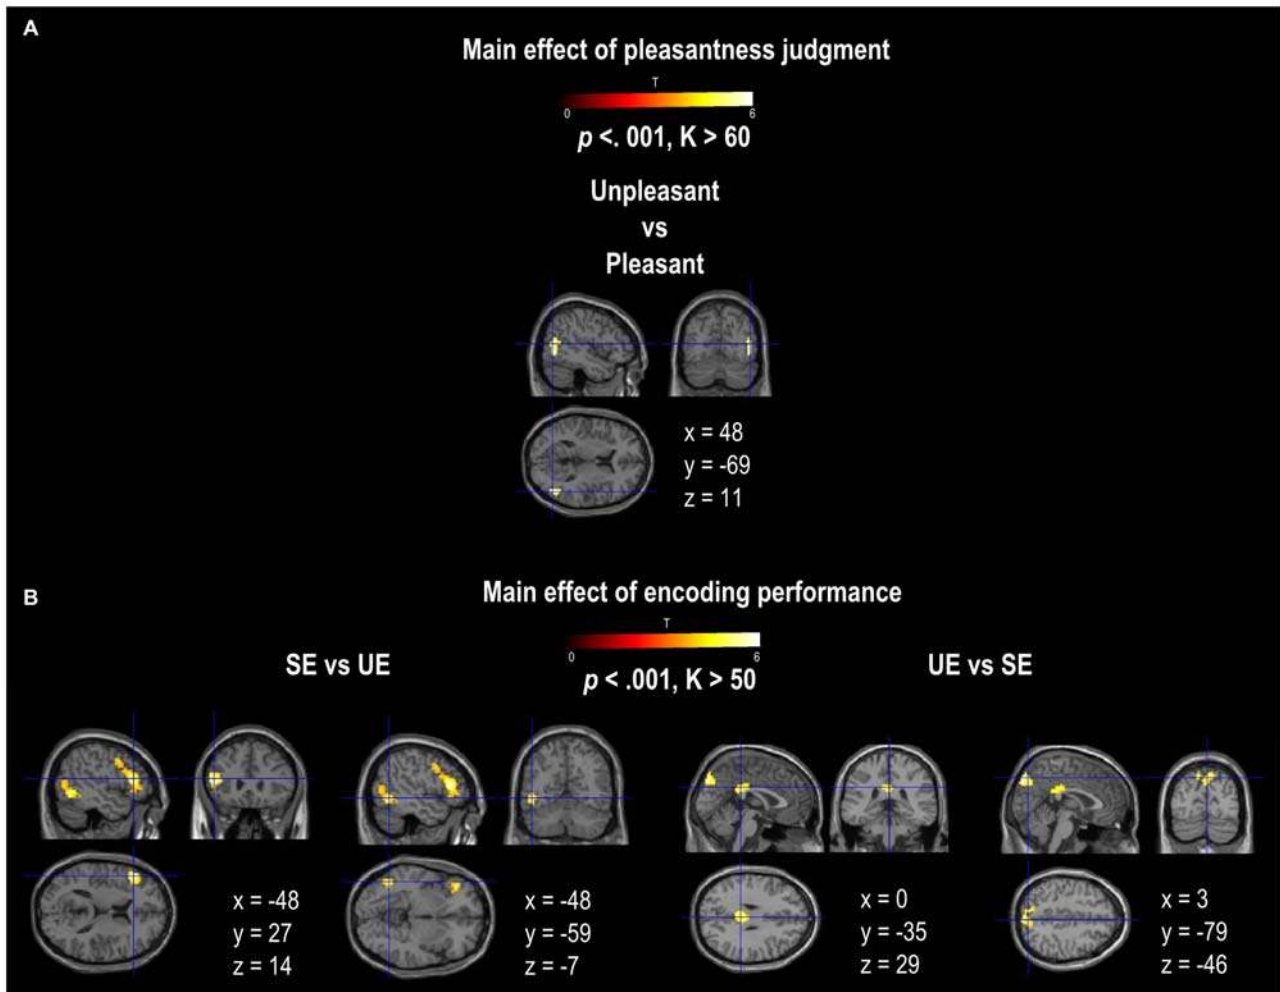 A
Main effect of pleasantness judgment
T
0 6
p <. 001, K > 60
Unpleasant
vs
Pleasant
x = 48
y = -69
z = 11
B
Main effect of encoding performance
T
0 6
p < .001, K > 50
SE vs UE
UE vs SE
x = -48
y = 27
z = 14
x = -48
y = -59
z = -7
x = 0
y = -35
z = 29
x = 3
y = -79
z = -46